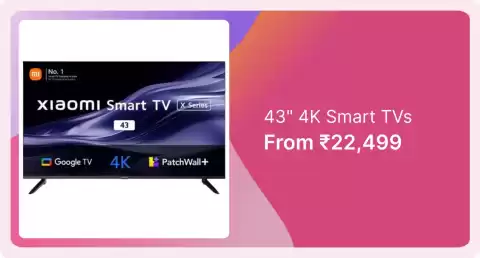 No. 1
XIAOMI Smart TV X Series
43
Google TV
4K
PatchWall+
43" 4K Smart TVs
From ₹22,499